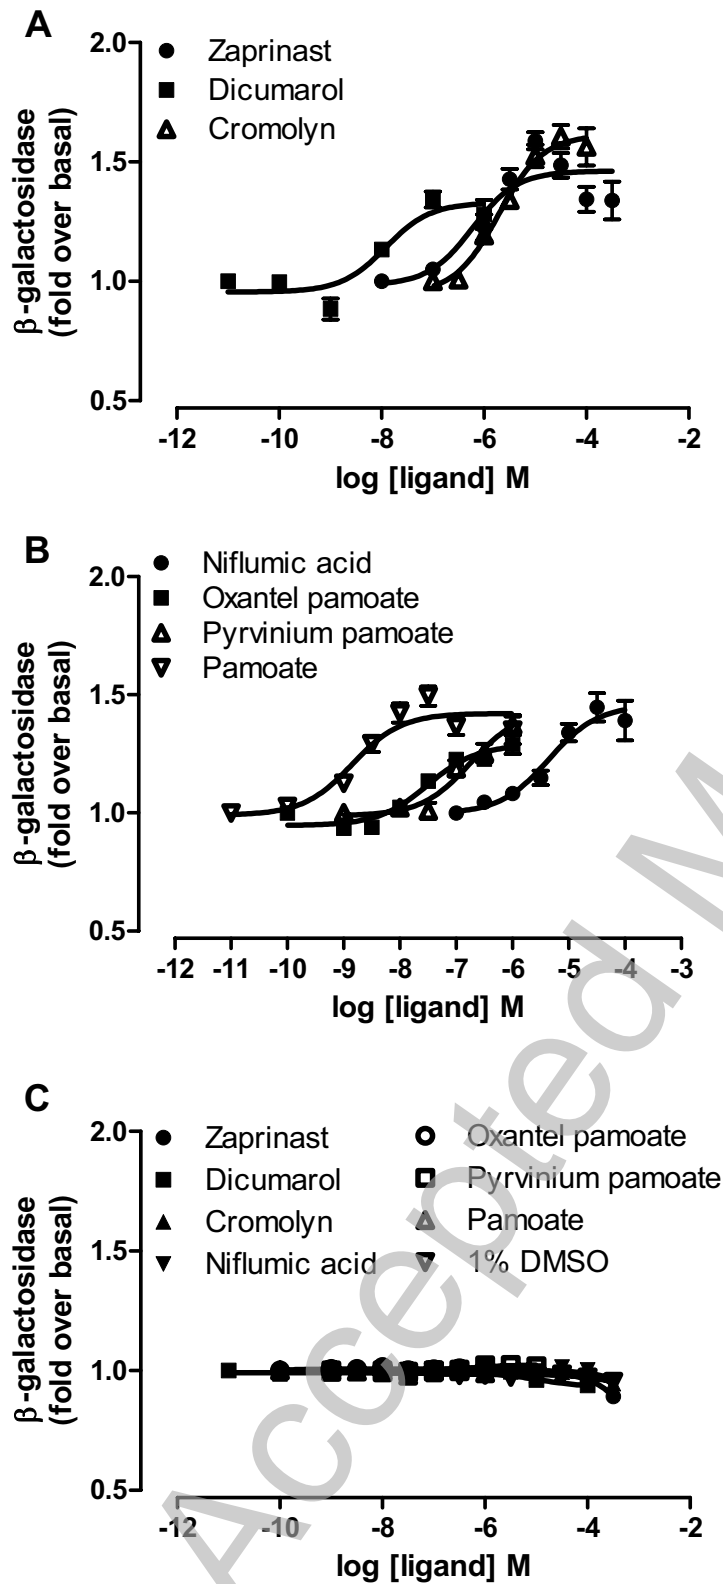 A
Zaprinast
Dicumarol
Cromolyn
2.0
1.5
1.0
0.5
β-galactosidase
(fold over basal)
-12 -10 -8 -6 -4 -2
log [ligand] M
B
Niflumic acid
Oxantel pamoate
Pyrvinium pamoate
Pamoate
2.0
1.5
1.0
0.5
β-galactosidase
(fold over basal)
-12 -11 -10 -9 -8 -7 -6 -5 -4 -3
log [ligand] M
C
Zaprinast Oxantel pamoate
Dicumarol Pyrvinium pamoate
Cromolyn Pamoate
Niflumic acid 1% DMSO
2.0
1.5
1.0
0.5
β-galactosidase
(fold over basal)
-12 -10 -8 -6 -4 -2
log [ligand] M
Accepted M